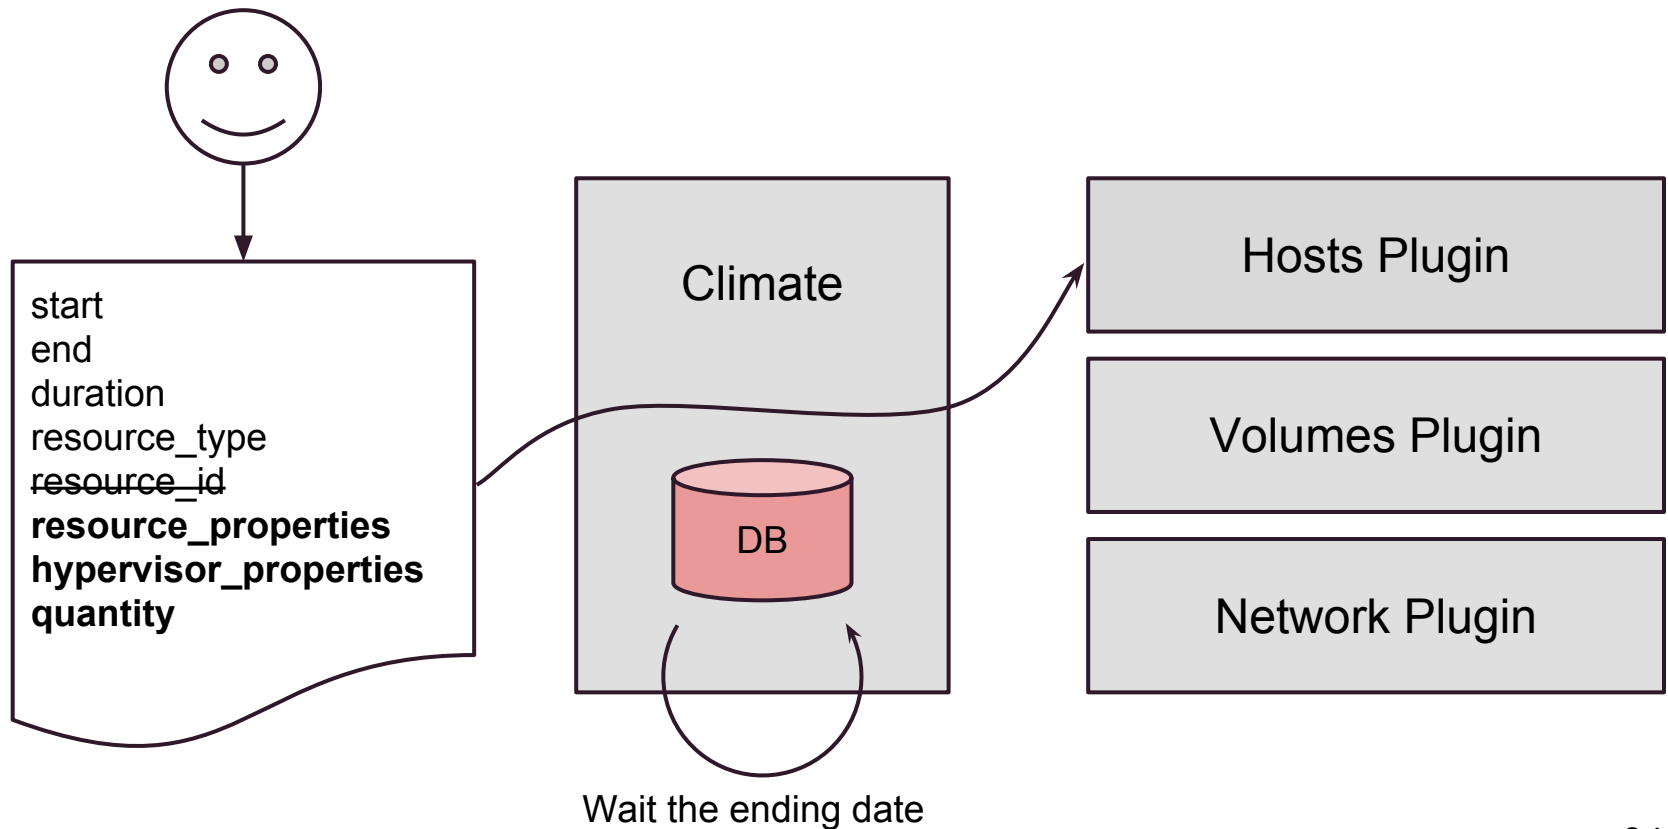 start
end
duration
resource_type
resource_id
resource_properties
hypervisor_properties
quantity
Climate
DB
Wait the ending date
Hosts Plugin
Volumes Plugin
Network Plugin